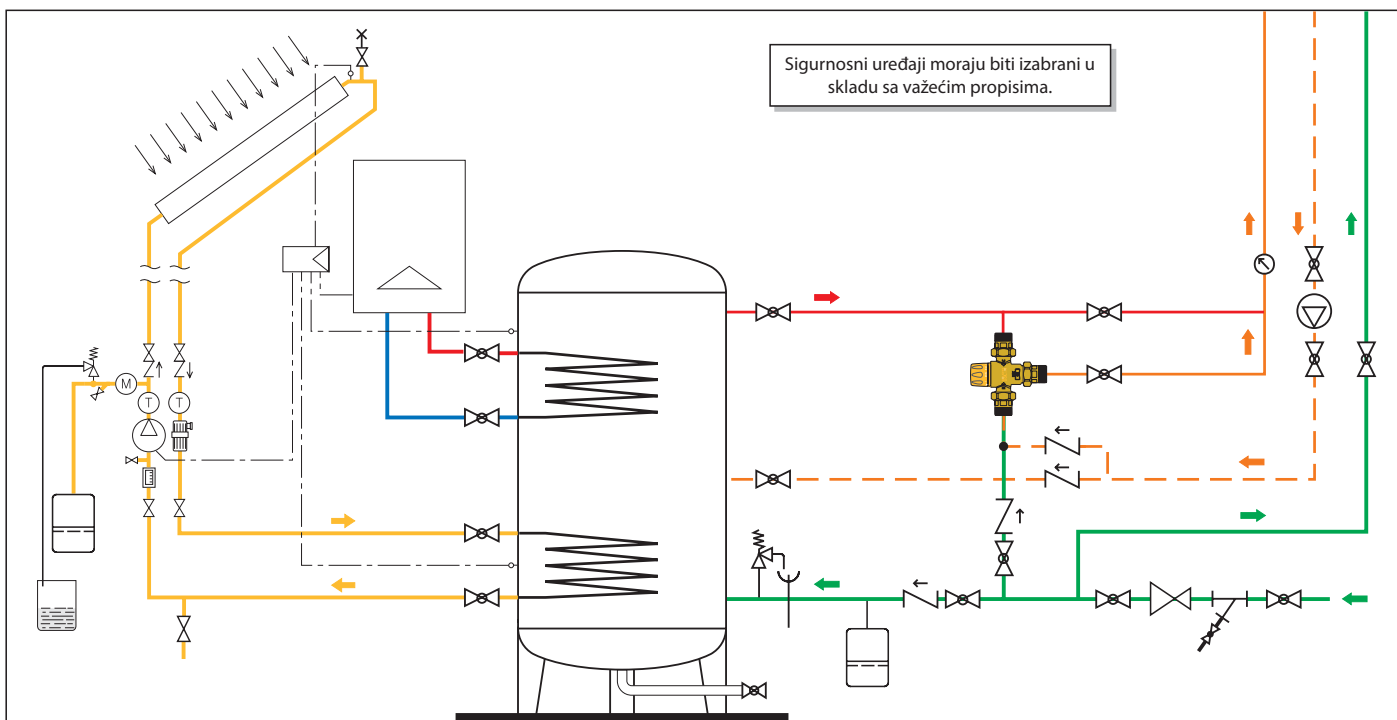 Sigurnosni uređaji moraju biti izabrani u
skladu sa važećim propisima.
M
T
T